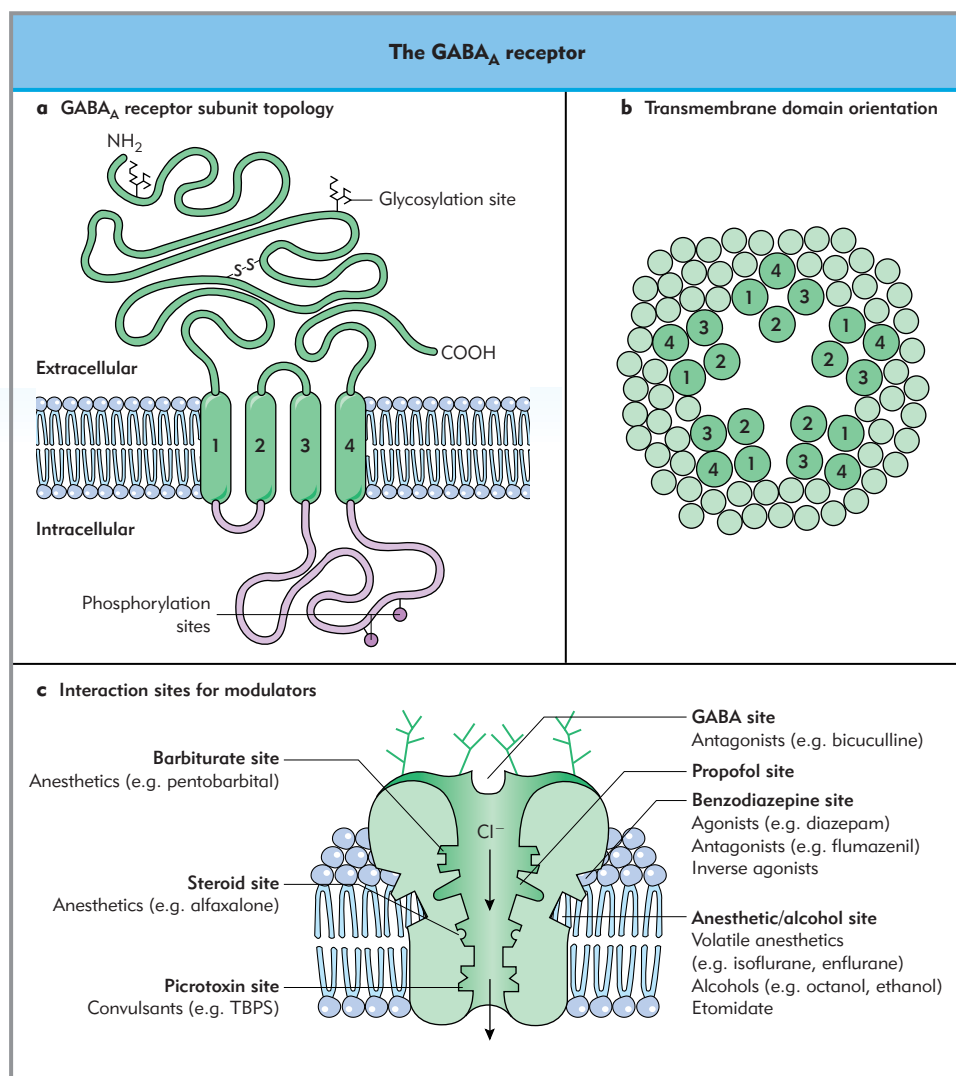 The GABA_A receptor
a GABA_A receptor subunit topology
NH₂
Glycosylation site
S-S
COOH
Extracellular
1 2 3 4
Intracellular
Phosphorylation
sites
b Transmembrane domain orientation
4
1 3
2
3
4 2
1
1
2 4
3
2
3
4 1
2
1
3 4
c Interaction sites for modulators
Barbiturate site
Anesthetics (e.g. pentobarbital)
Steroid site
Anesthetics (e.g. alfaxalone)
Picrotoxin site
Convulsants (e.g. TBPS)
Cl⁻
GABA site
Antagonists (e.g. bicuculline)
Propofol site
Benzodiazepine site
Agonists (e.g. diazepam)
Antagonists (e.g. flumazenil)
Inverse agonists
Anesthetic/alcohol site
Volatile anesthetics
(e.g. isoflurane, enflurane)
Alcohols (e.g. octanol, ethanol)
Etomidate